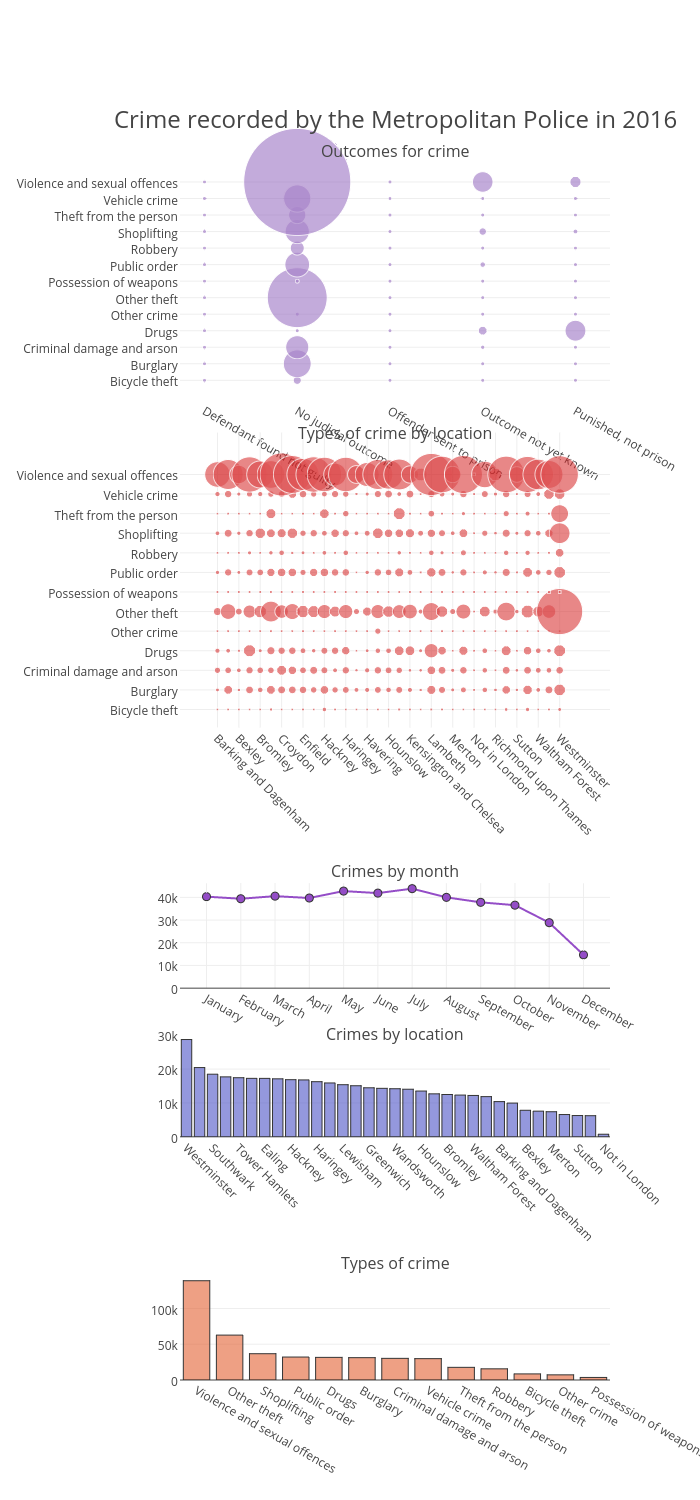 Crime recorded by the Metropolitan Police in 2016
Outcomes for crime
Violence and sexual offences
Vehicle crime
Theft from the person
Shoplifting
Robbery
Public order
Possession of weapons
Other theft
Other crime
Drugs
Criminal damage and arson
Burglary
Bicycle theft
Defendant found not guilty
No judicial outcome
Offender sent to prison
Outcome not yet known
Punished, not prison
Types of crime by location
Violence and sexual offences
Vehicle crime
Theft from the person
Shoplifting
Robbery
Public order
Possession of weapons
Other theft
Other crime
Drugs
Criminal damage and arson
Burglary
Bicycle theft
Barking and Dagenham
Bexley
Bromley
Croydon
Enfield
Hackney
Haringey
Havering
Hounslow
Kensington and Chelsea
Lambeth
Merton
Not in London
Richmond upon Thames
Sutton
Waltham Forest
Westminster
Crimes by month
40k
30k
20k
10k
0
January
February
March
April
May
June
July
August
September
October
November
December
Crimes by location
30k
20k
10k
0
Westminster
Southwark
Tower Hamlets
Ealing
Hackney
Haringey
Lewisham
Greenwich
Wandsworth
Hounslow
Bromley
Waltham Forest
Barking and Dagenham
Bexley
Merton
Sutton
Not in London
Types of crime
100k
50k
0
Violence and sexual offences
Other theft
Shoplifting
Public order
Drugs
Burglary
Criminal damage and arson
Vehicle crime
Theft from the person
Robbery
Bicycle theft
Other crime
Possession of weapons